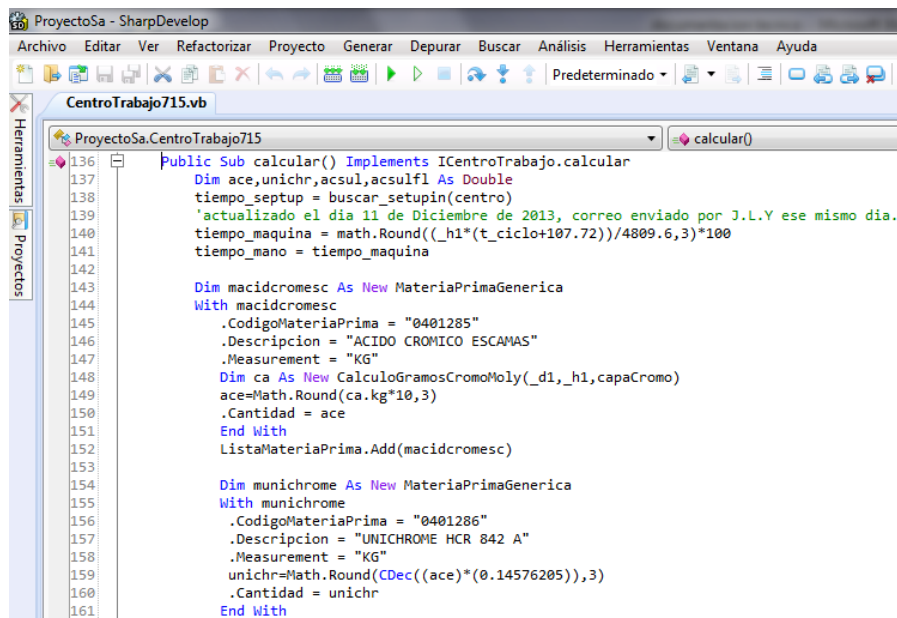 ProyectoSa - SharpDevelop
Archivo Editar Ver Refactorizar Proyecto Generar Depurar Buscar Análisis Herramientas Ventana Ayuda
Predeterminado
CentroTrabajo715.vb
Herramientas
Proyectos
ProyectoSa.CentroTrabajo715 calcular()
136 Public Sub calcular() Implements ICentroTrabajo.calcular
137 Dim ace,unichr,acsul,acsulfl As Double
138 tiempo_septup = buscar_setupin(centro)
139 'actualizado el dia 11 de Diciembre de 2013, correo enviado por J.L.Y ese mismo dia.
140 tiempo_maquina = math.Round((_h1*(t_ciclo+107.72))/4809.6,3)*100
141 tiempo_mano = tiempo_maquina
142
143 Dim macidcromesc As New MateriaPrimaGenerica
144 With macidcromesc
145 .CodigoMateriaPrima = "0401285"
146 .Descripcion = "ACIDO CROMICO ESCAMAS"
147 .Measurement = "KG"
148 Dim ca As New CalculoGramosCromoMoly(_d1,_h1,capaCromo)
149 ace=Math.Round(ca.kg*10,3)
150 .Cantidad = ace
151 End With
152 ListaMateriaPrima.Add(macidcromesc)
153
154 Dim munichrome As New MateriaPrimaGenerica
155 With munichrome
156 .CodigoMateriaPrima = "0401286"
157 .Descripcion = "UNICHROME HCR 842 A"
158 .Measurement = "KG"
159 unichr=Math.Round(CDec((ace)*(0.14576205)),3)
160 .Cantidad = unichr
161 End With